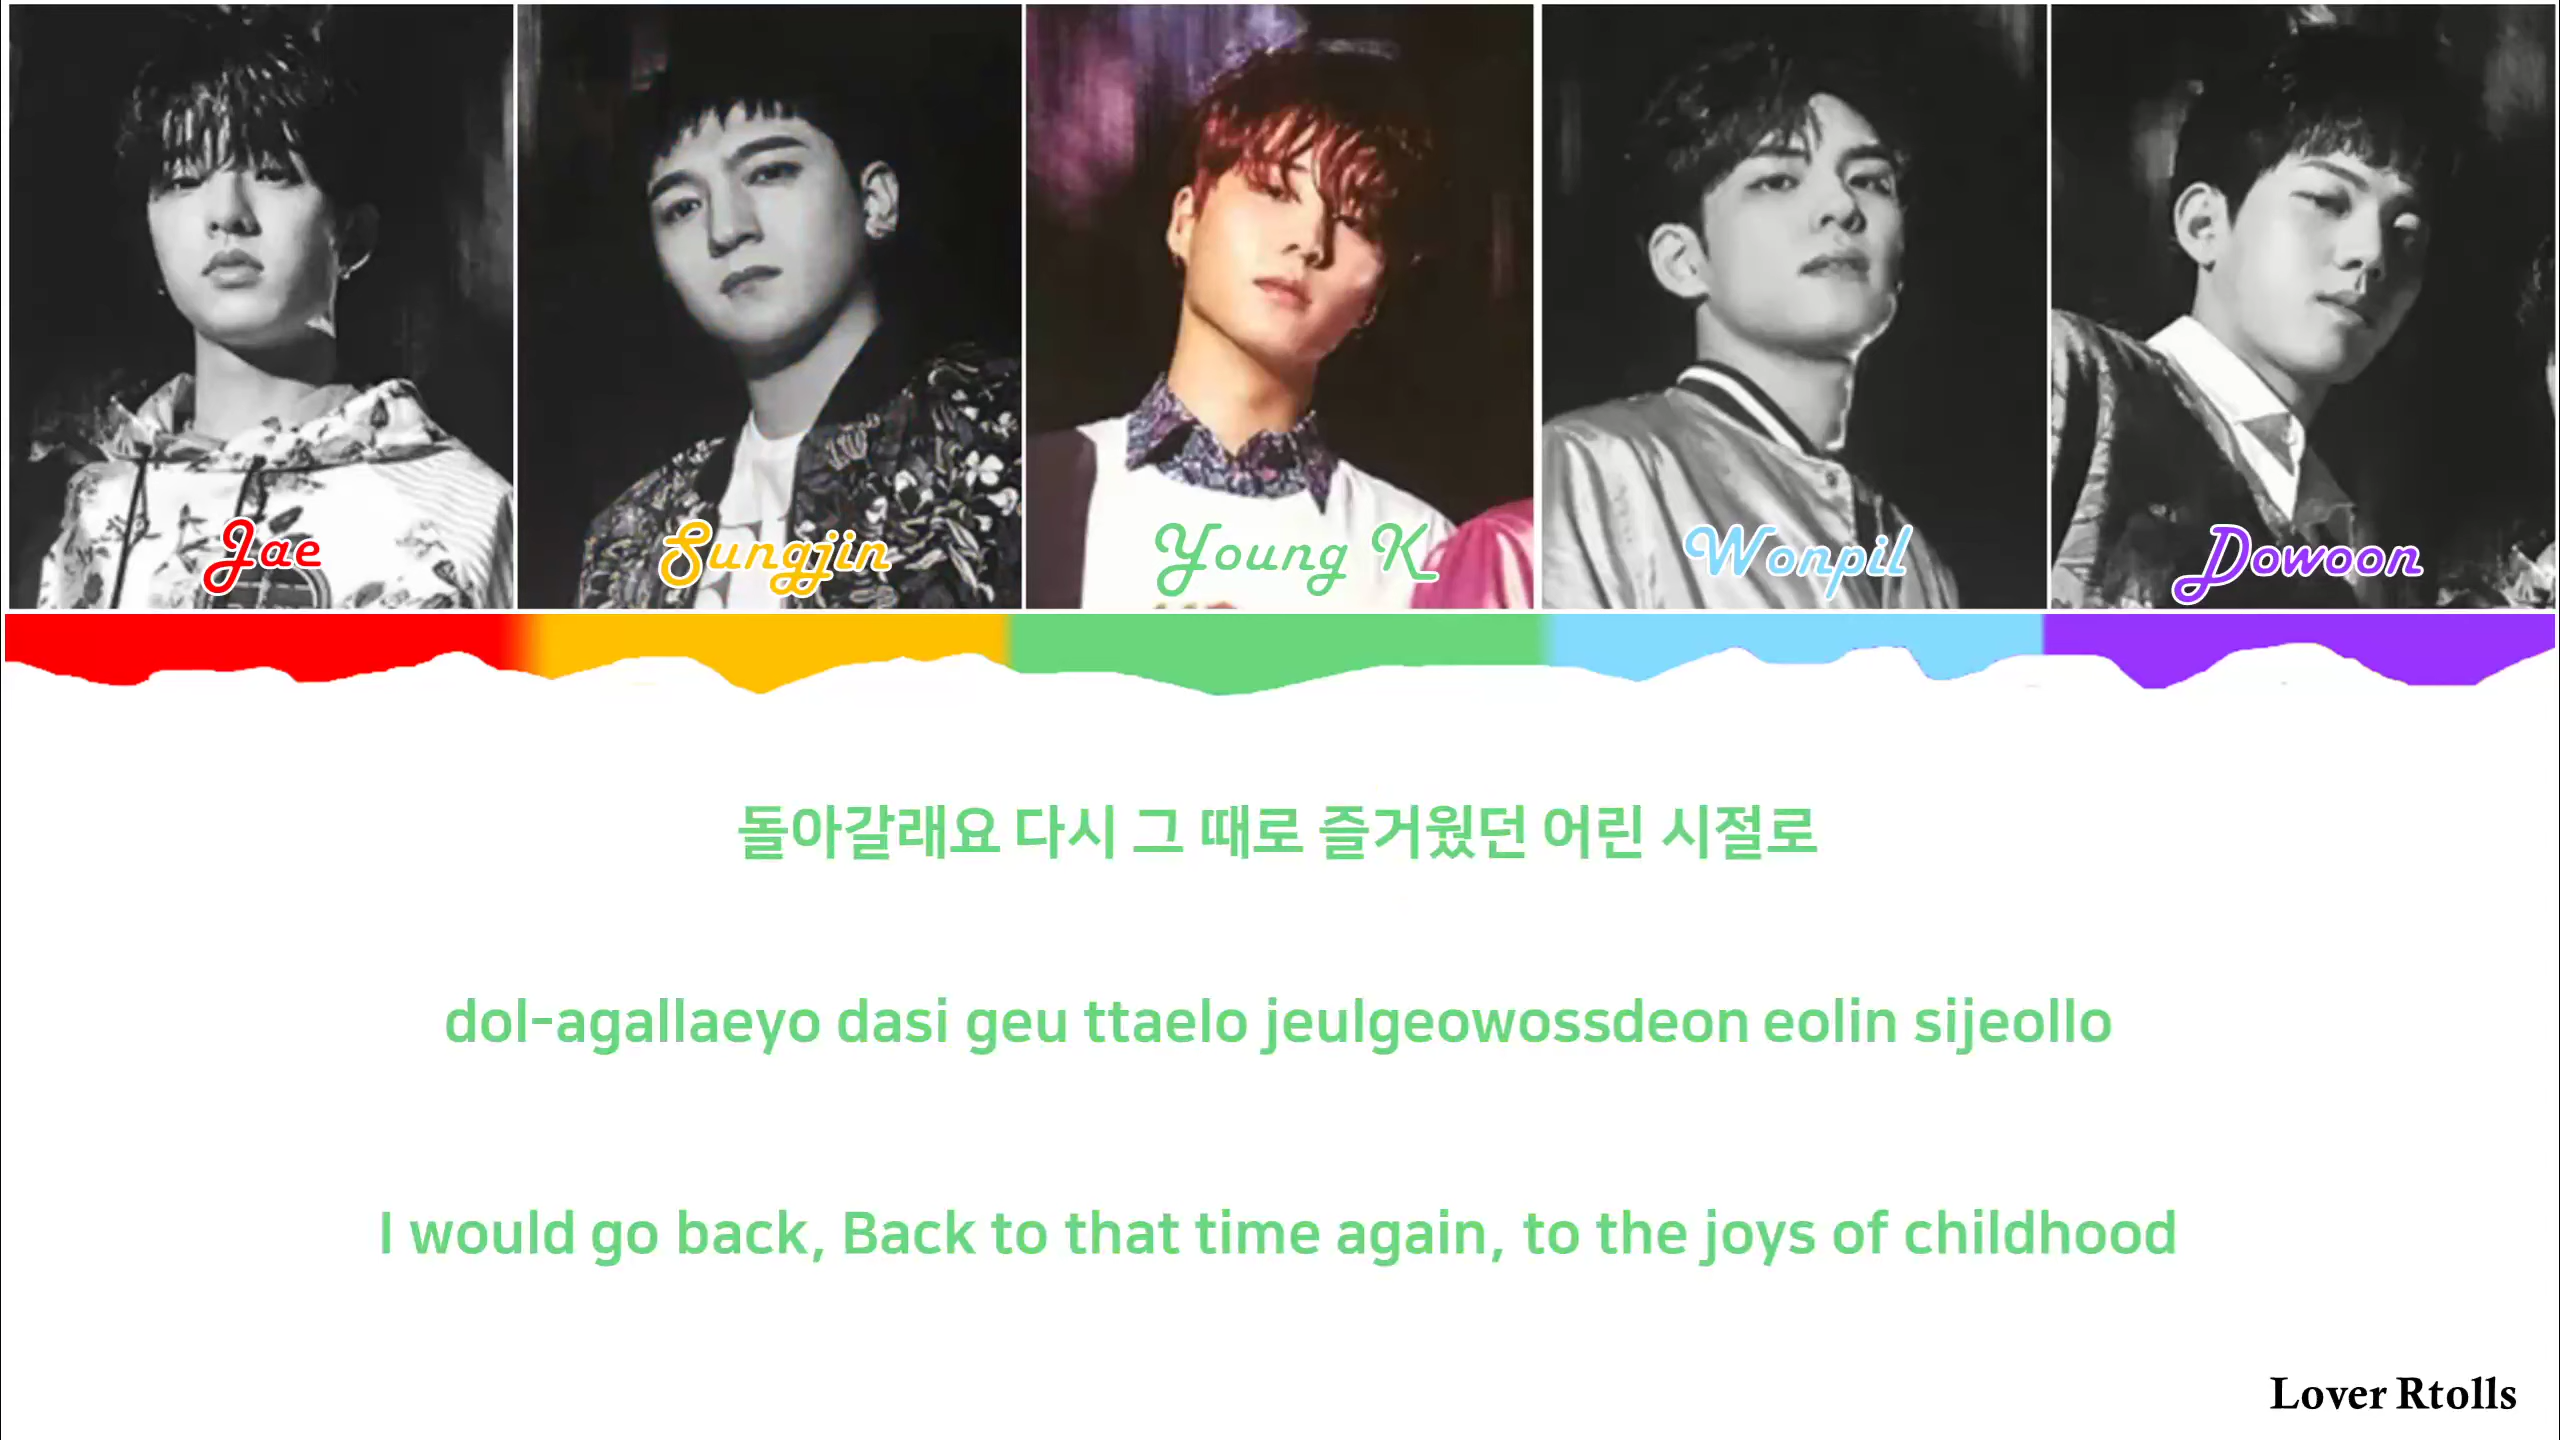 Jae
Sungjin
Young K
Wonpil
Dowoon
돌아갈래요 다시 그 때로 즐거웠던 어린 시절로
dol-agallaeyo dasi geu ttaelo jeulgeowossdeon eolin sijeollo
I would go back, Back to that time again, to the joys of childhood
Lover Rtolls